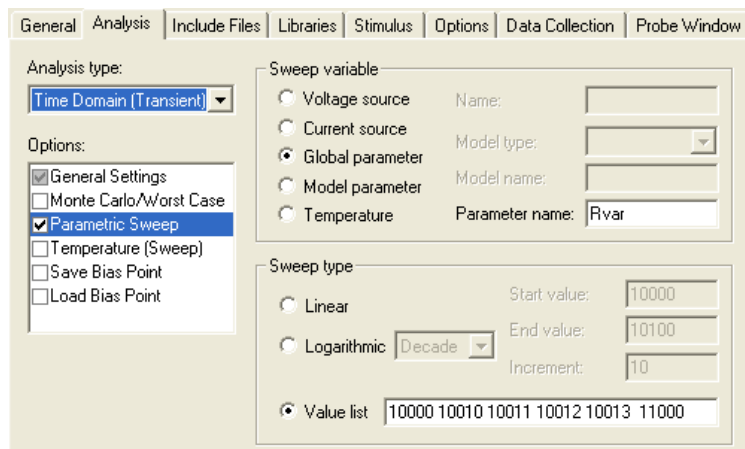 General Analysis Include Files Libraries Stimulus Options Data Collection Probe Window
Analysis type:
Time Domain (Transient)
Options:
General Settings
Monte Carlo/Worst Case
Parametric Sweep
Temperature (Sweep)
Save Bias Point
Load Bias Point
Sweep variable
Voltage source
Current source
Global parameter
Model parameter
Temperature
Name:
Model type:
Model name:
Parameter name: Rvar
Sweep type
Linear
Logarithmic Decade
Start value: 10000
End value: 10100
Increment: 10
Value list 10000 10010 10011 10012 10013 11000